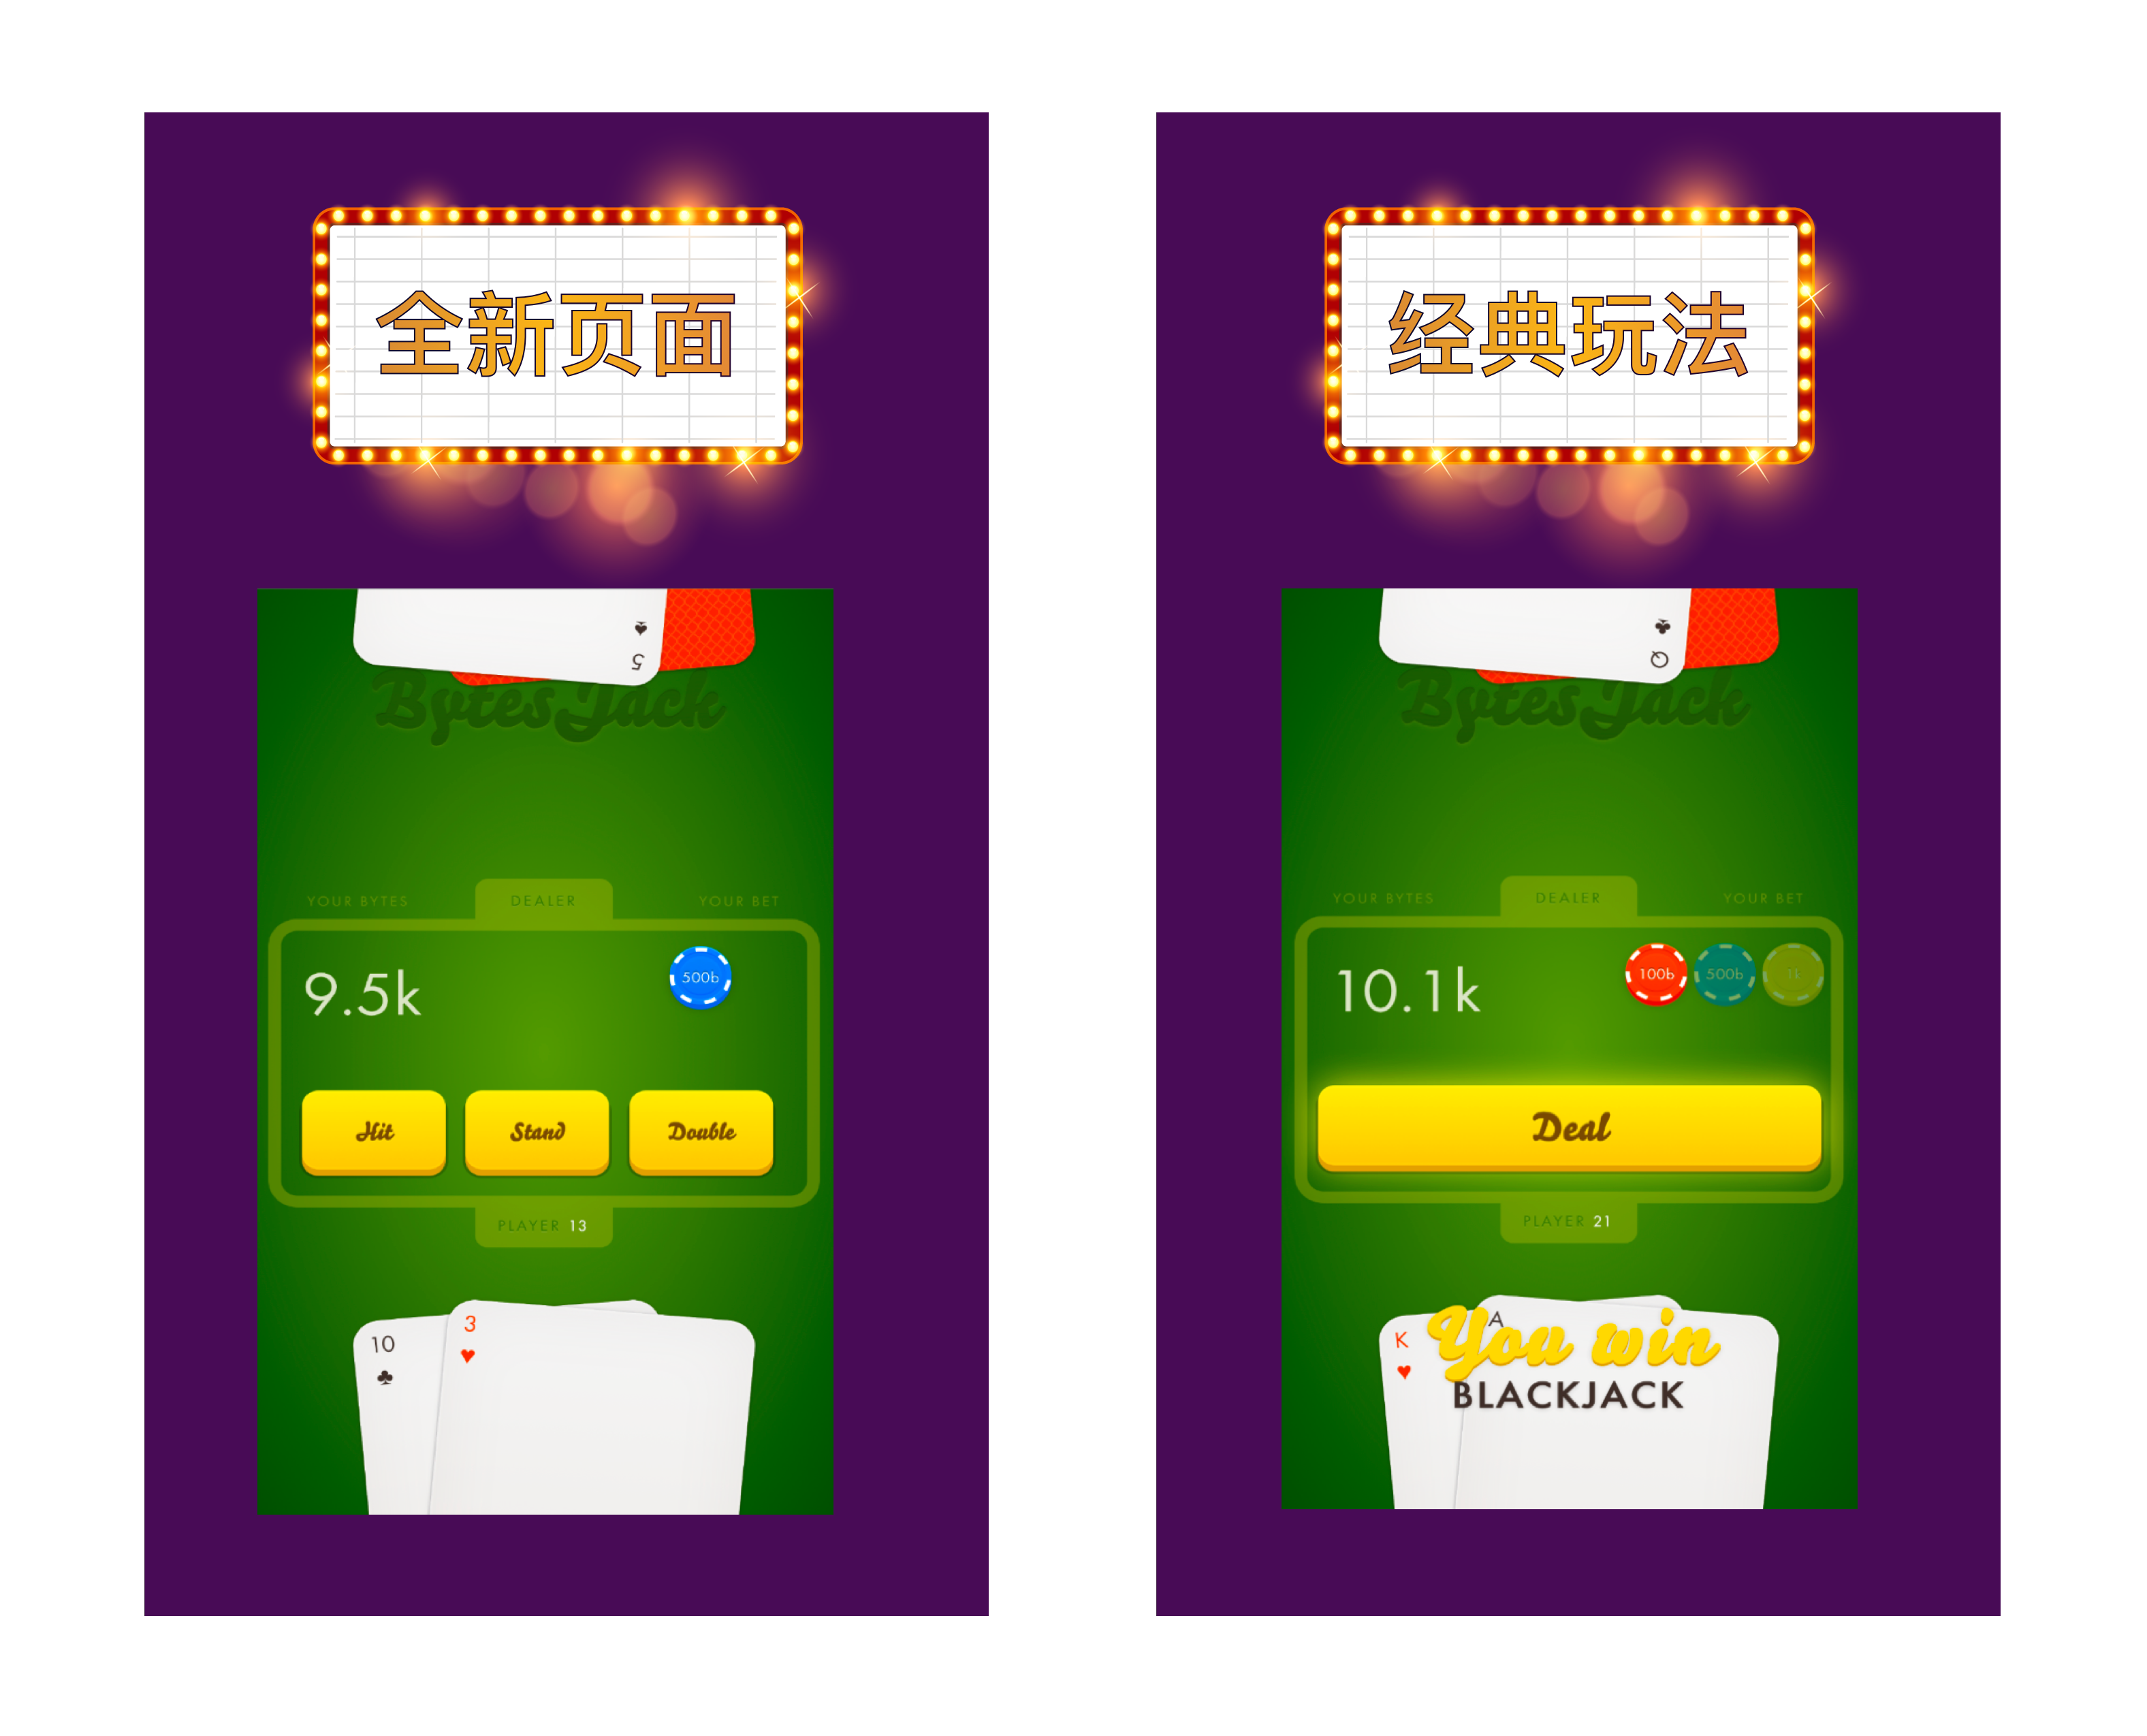 全新页面
5
BytesJack
YOUR BYTES
DEALER
YOUR BET
9.5k
500b
Hit
Stand
Double
PLAYER 13
10
3
经典玩法
Q
BytesJack
YOUR BYTES
DEALER
YOUR BET
10.1k
100b
500b
1k
Deal
PLAYER 21
K
A
You win
BLACKJACK